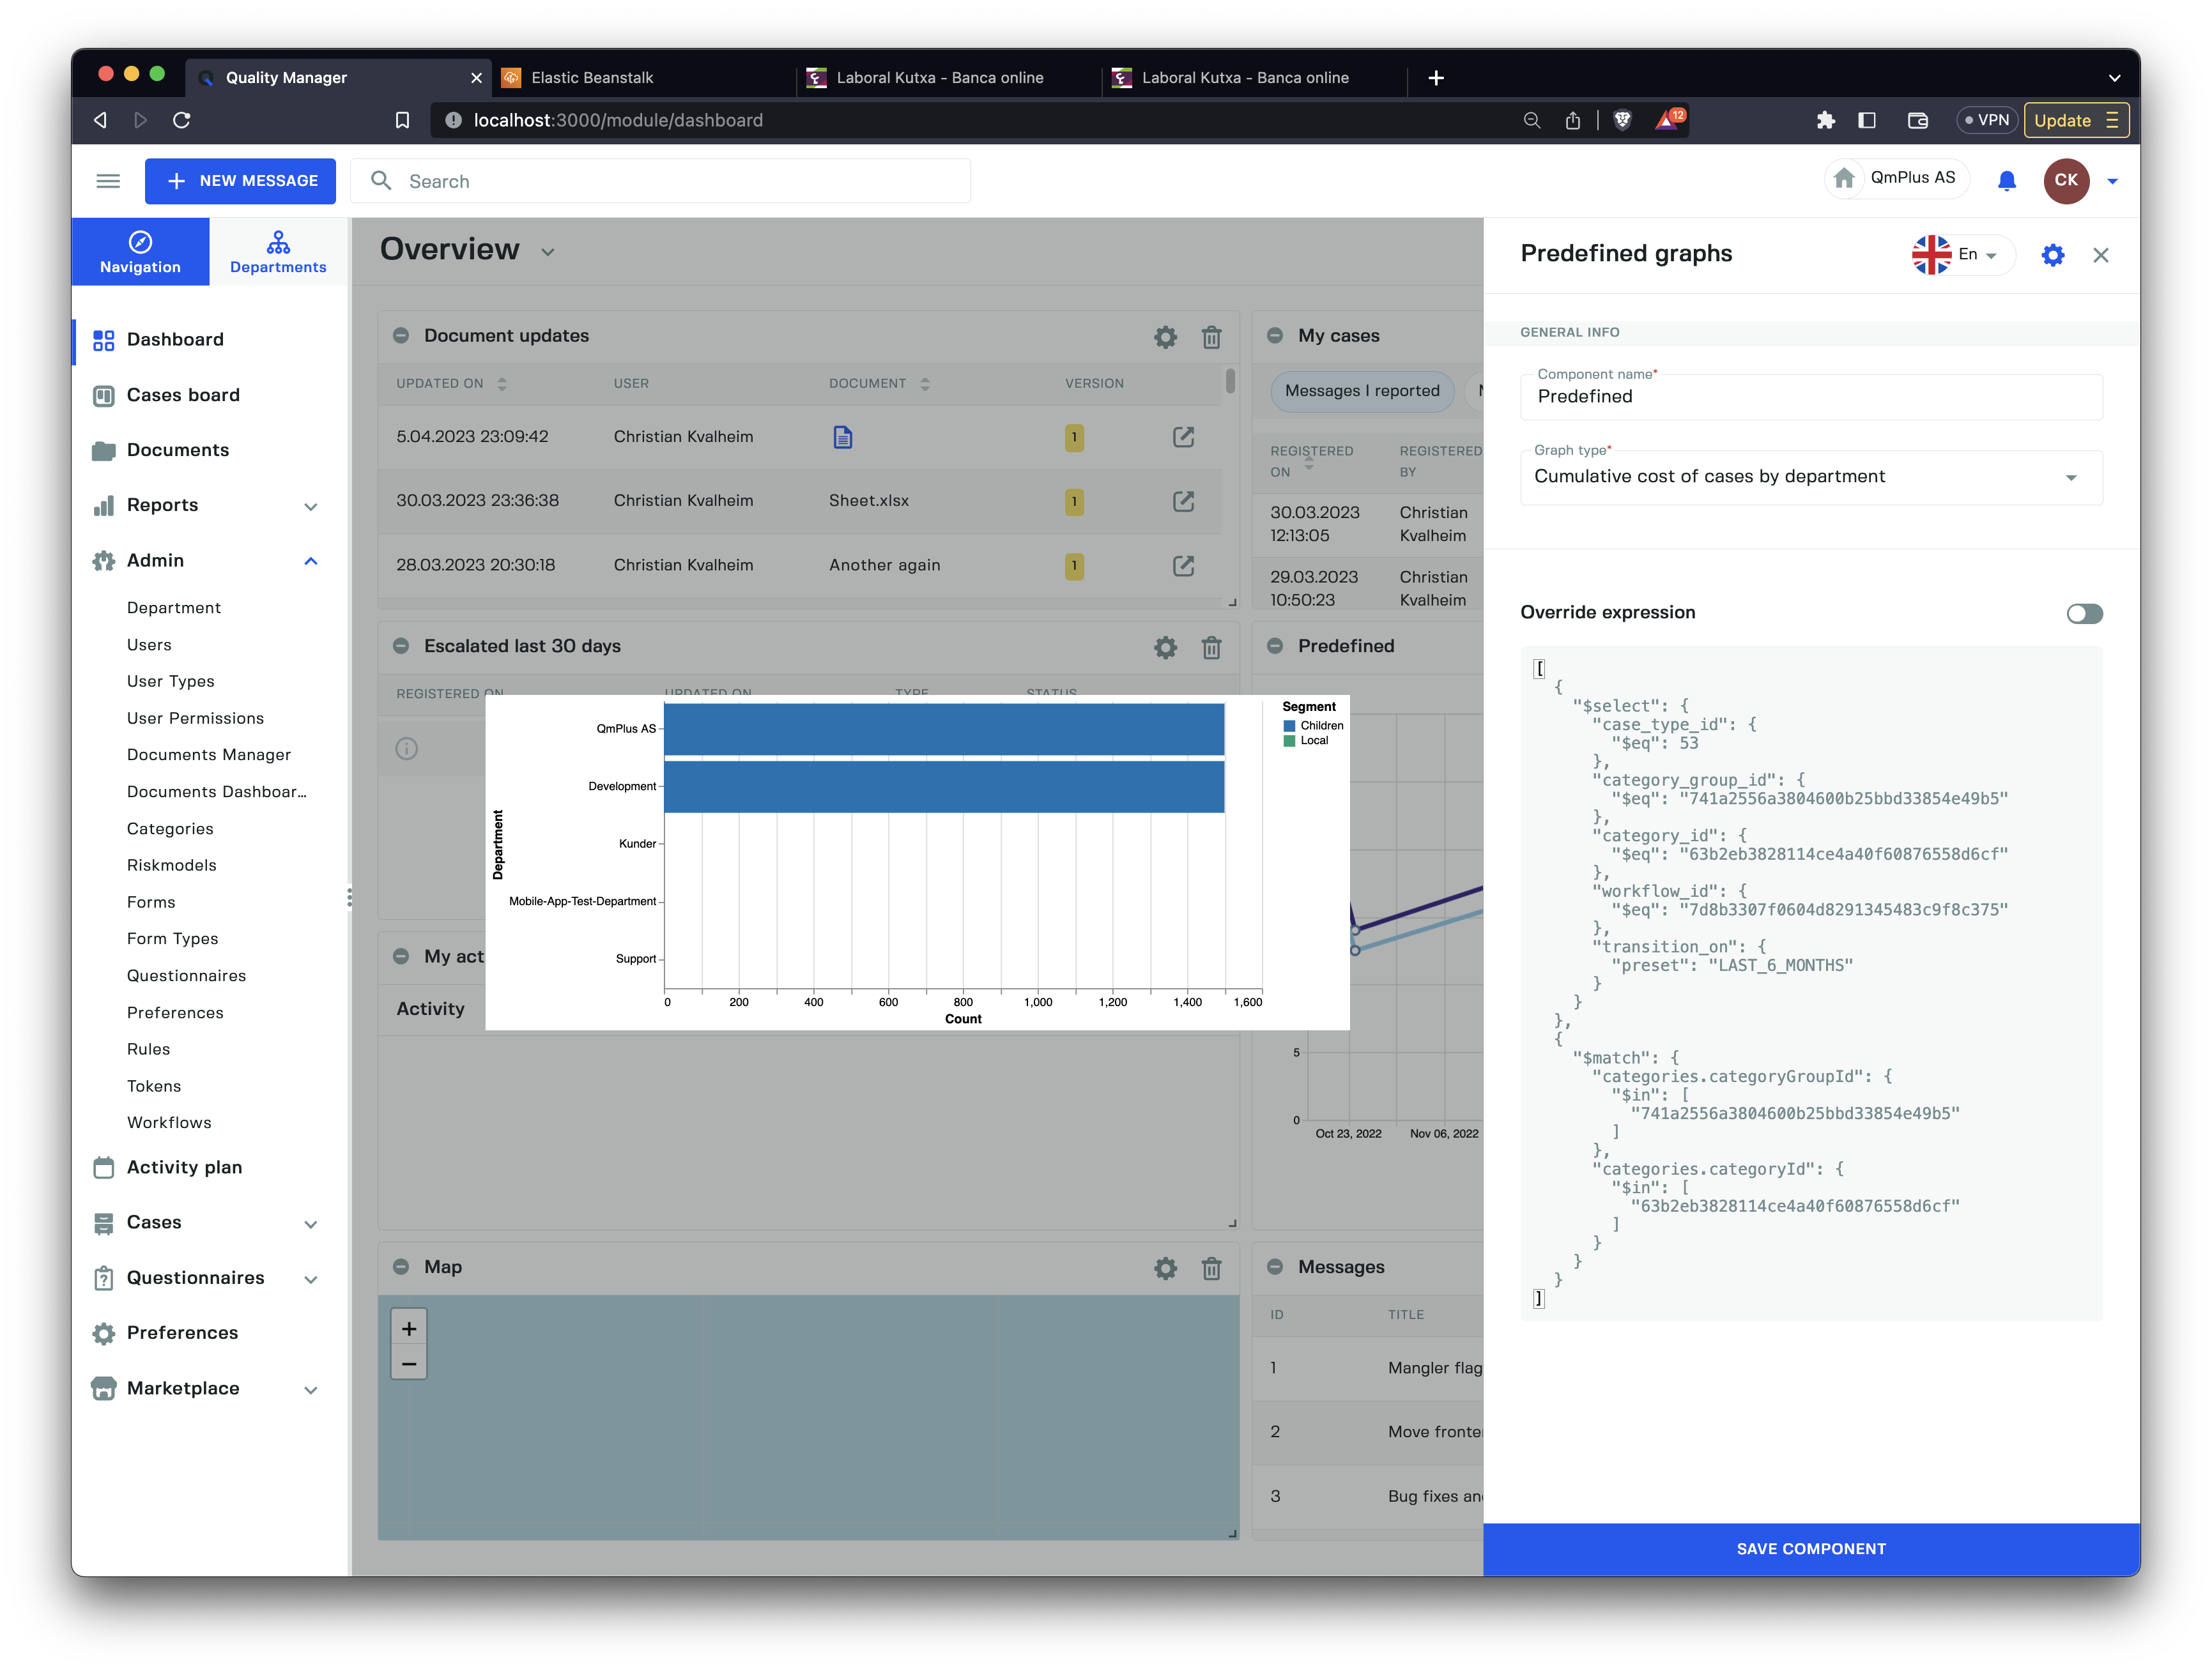 Quality Manager
Elastic Beanstalk
Laboral Kutxa - Banca online
Laboral Kutxa - Banca online
localhost:3000/module/dashboard
12
VPN
Update
NEW MESSAGE
Search
QmPlus AS
CK
Navigation
Departments
Dashboard
Cases board
Documents
Reports
Admin
Department
Users
User Types
User Permissions
Documents Manager
Documents Dashboar...
Categories
Riskmodels
Forms
Form Types
Questionnaires
Preferences
Rules
Tokens
Workflows
Activity plan
Cases
Questionnaires
Preferences
Marketplace
Overview
Document updates
UPDATED ON USER DOCUMENT VERSION
5.04.2023 23:09:42 Christian Kvalheim 1
30.03.2023 23:36:38 Christian Kvalheim Sheet.xlsx 1
28.03.2023 20:30:18 Christian Kvalheim Another again 1
My cases
Messages I reported
REGISTERED ON REGISTERED BY
30.03.2023 12:13:05 Christian Kvalheim
29.03.2023 10:50:23 Christian Kvalheim
Escalated last 30 days
REGISTERED ON UPDATED ON TYPE STATUS
Predefined
Department
QmPlus AS
Development
Kunder
Mobile-App-Test-Department
Support
0 200 400 600 800 1,000 1,200 1,400 1,600
Count
Segment
Children
Local
5
0
Oct 23, 2022 Nov 06, 2022
My act
Activity
Map
+
−
Messages
ID TITLE
1 Mangler flag
2 Move fronte
3 Bug fixes an
Predefined graphs
En
GENERAL INFO
Component name*
Predefined
Graph type*
Cumulative cost of cases by department
Override expression
[
{
"$select": {
"case_type_id": {
"$eq": 53
},
"category_group_id": {
"$eq": "741a2556a3804600b25bbd33854e49b5"
},
"category_id": {
"$eq": "63b2eb3828114ce4a40f60876558d6cf"
},
"workflow_id": {
"$eq": "7d8b3307f0604d8291345483c9f8c375"
},
"transition_on": {
"preset": "LAST_6_MONTHS"
}
}
},
{
"$match": {
"categories.categoryGroupId": {
"$in": [
"741a2556a3804600b25bbd33854e49b5"
]
},
"categories.categoryId": {
"$in": [
"63b2eb3828114ce4a40f60876558d6cf"
]
}
}
}
]
SAVE COMPONENT